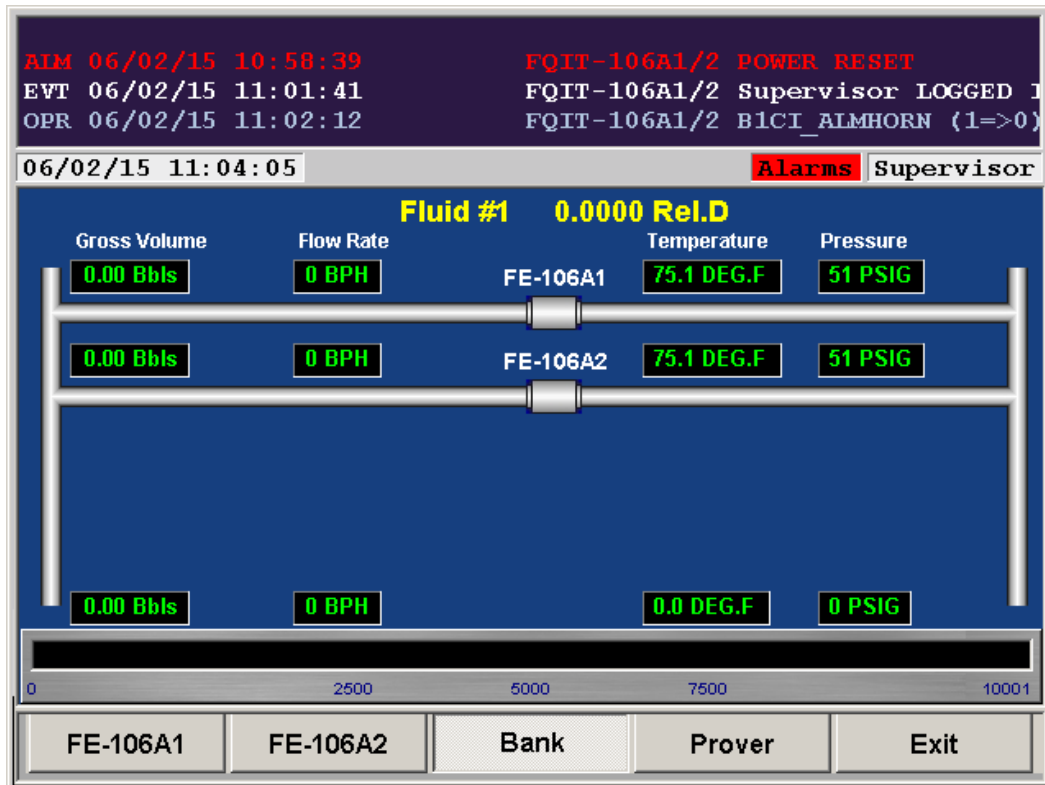 ALM 06/02/15 10:58:39 FQIT-106A1/2 POWER RESET
EVT 06/02/15 11:01:41 FQIT-106A1/2 Supervisor LOGGED I
OPR 06/02/15 11:02:12 FQIT-106A1/2 B1CI_ALMHORN (1=>0)
06/02/15 11:04:05 Alarms Supervisor
Fluid #1 0.0000 Rel.D
Gross Volume Flow Rate Temperature Pressure
0.00 Bbls 0 BPH FE-106A1 75.1 DEG.F 51 PSIG
0.00 Bbls 0 BPH FE-106A2 75.1 DEG.F 51 PSIG
0.00 Bbls 0 BPH 0.0 DEG.F 0 PSIG
0 2500 5000 7500 10001
FE-106A1 FE-106A2 Bank Prover Exit